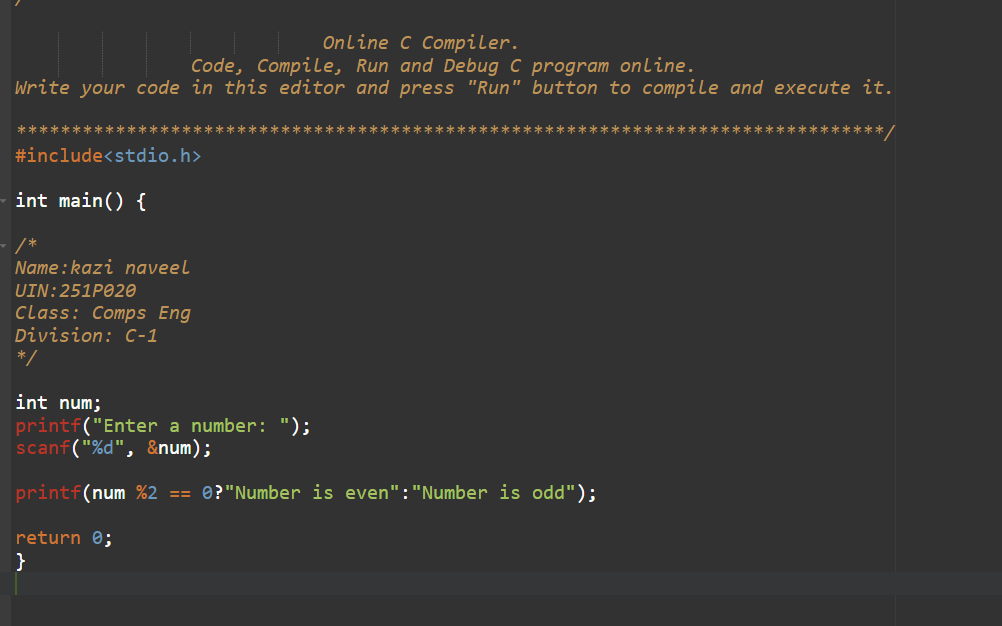 /
Online C Compiler.
Code, Compile, Run and Debug C program online.
Write your code in this editor and press "Run" button to compile and execute it.
*******************************************************************************/
#include<stdio.h>
int main() {
/*
Name:kazi naveel
UIN:251P020
Class: Comps Eng
Division: C-1
*/
int num;
printf("Enter a number: ");
scanf("%d", &num);
printf(num %2 == 0?"Number is even":"Number is odd");
return 0;
}